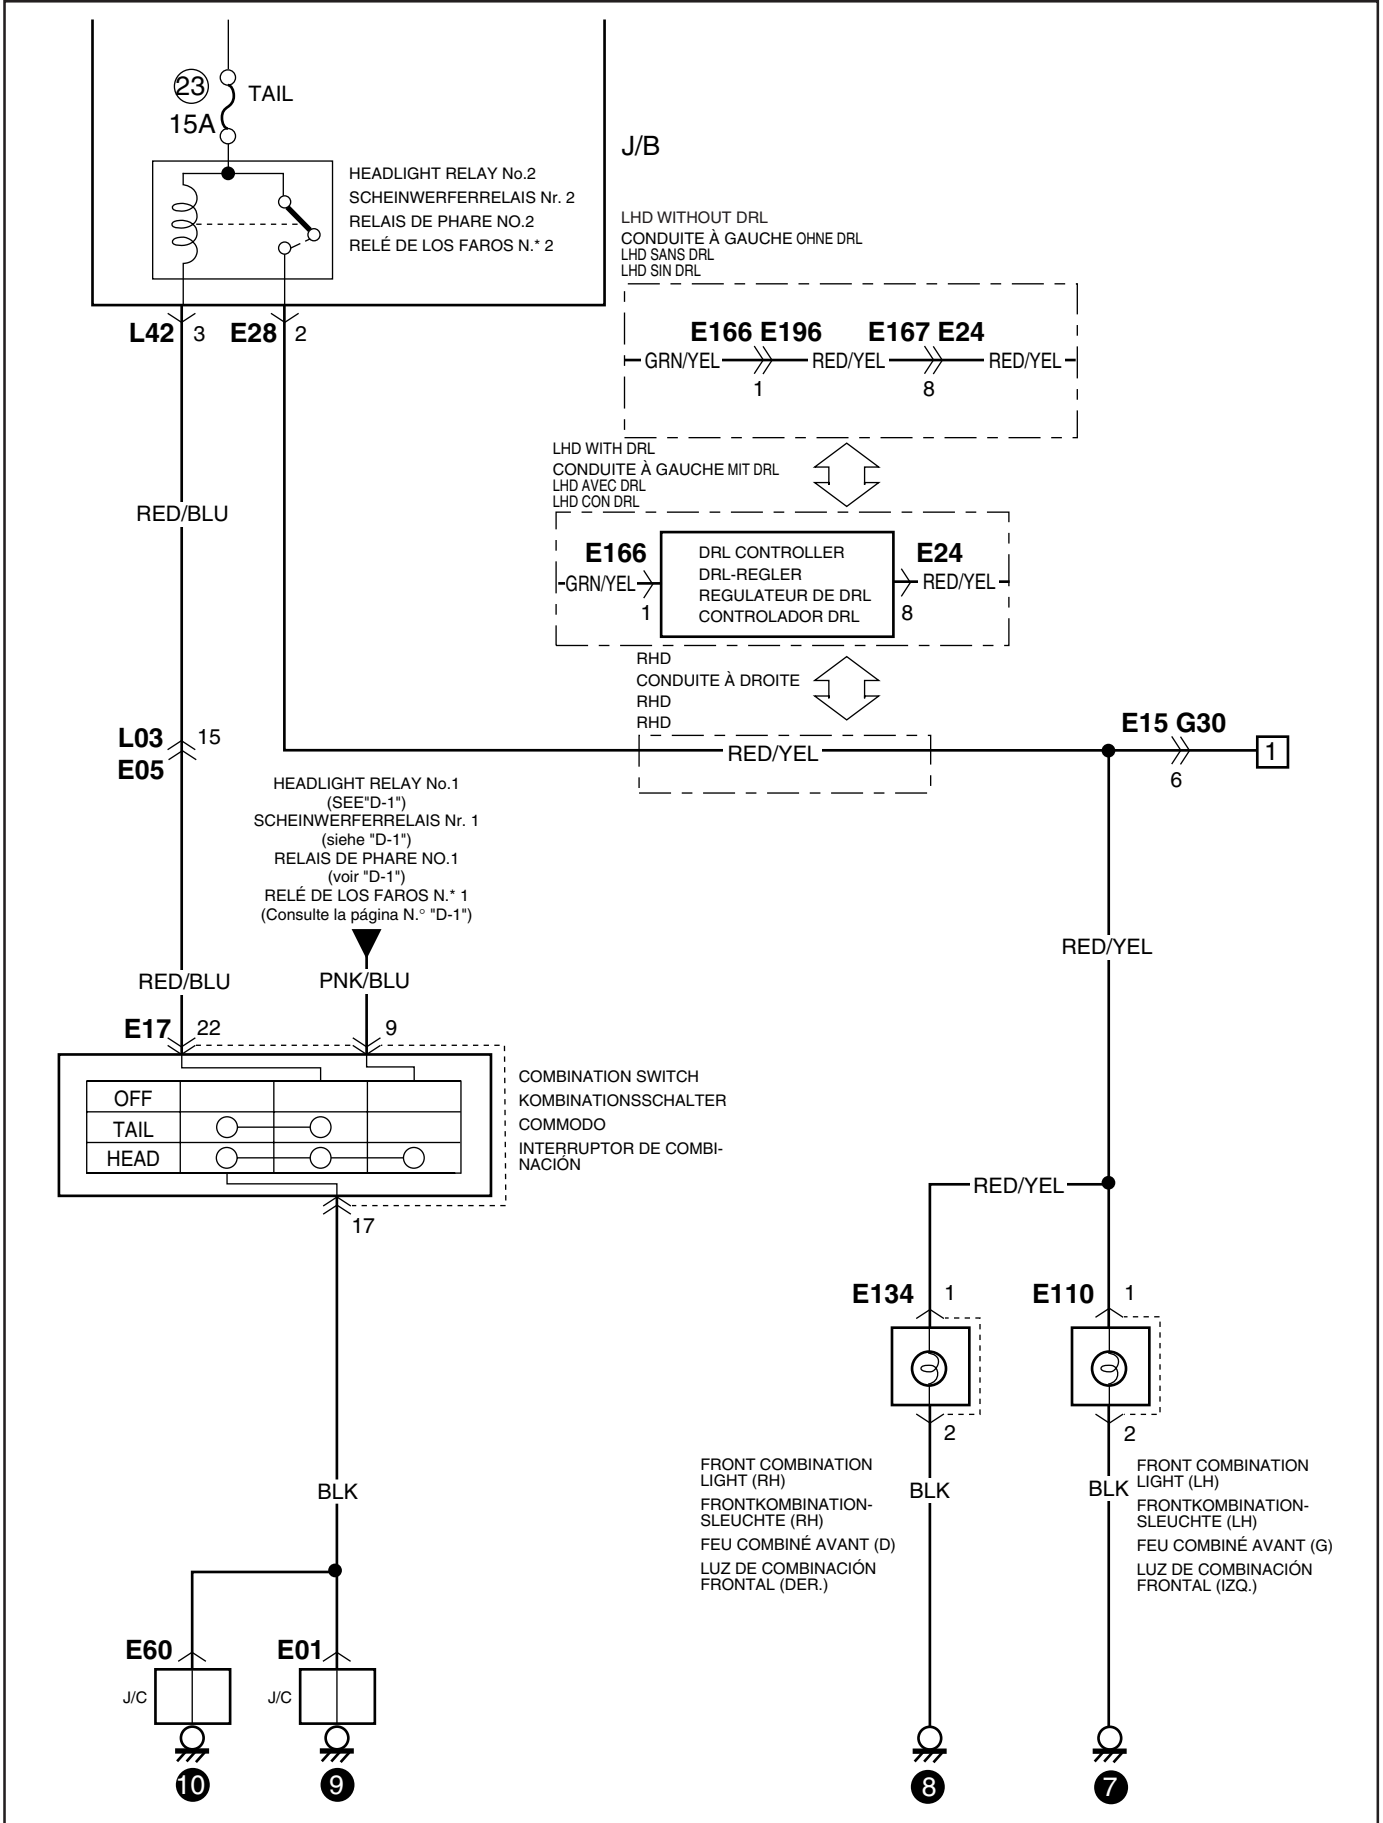 23
TAIL
15A
J/B
HEADLIGHT RELAY No.2
SCHEINWERFERRELAIS Nr. 2
RELAIS DE PHARE NO.2
RELÉ DE LOS FAROS N.* 2
LHD WITHOUT DRL
CONDUITE À GAUCHE OHNE DRL
LHD SANS DRL
LHD SIN DRL
L42 3 E28 2
E166 E196 E167 E24
GRN/YEL RED/YEL RED/YEL
1 8
LHD WITH DRL
CONDUITE À GAUCHE MIT DRL
LHD AVEC DRL
LHD CON DRL
RED/BLU
E166
DRL CONTROLLER
DRL-REGLER
REGULATEUR DE DRL
CONTROLADOR DRL
E24
GRN/YEL RED/YEL
1 8
RHD
CONDUITE À DROITE
RHD
RHD
L03 15
E05
RED/YEL
E15 G30
6
1
HEADLIGHT RELAY No.1
(SEE"D-1")
SCHEINWERFERRELAIS Nr. 1
(siehe "D-1")
RELAIS DE PHARE NO.1
(voir "D-1")
RELÉ DE LOS FAROS N.* 1
(Consulte la página N.° "D-1")
RED/YEL
RED/BLU PNK/BLU
E17 22 9
OFF
TAIL
HEAD
COMBINATION SWITCH
KOMBINATIONSSCHALTER
COMMODO
INTERRUPTOR DE COMBI-
NACIÓN
17
RED/YEL
E134 1 E110 1
2 2
FRONT COMBINATION
LIGHT (RH)
FRONTKOMBINATION-
SLEUCHTE (RH)
FEU COMBINÉ AVANT (D)
LUZ DE COMBINACIÓN
FRONTAL (DER.)
BLK BLK
FRONT COMBINATION
LIGHT (LH)
FRONTKOMBINATION-
SLEUCHTE (LH)
FEU COMBINÉ AVANT (G)
LUZ DE COMBINACIÓN
FRONTAL (IZQ.)
BLK
E60 E01
J/C J/C
10 9 8 7